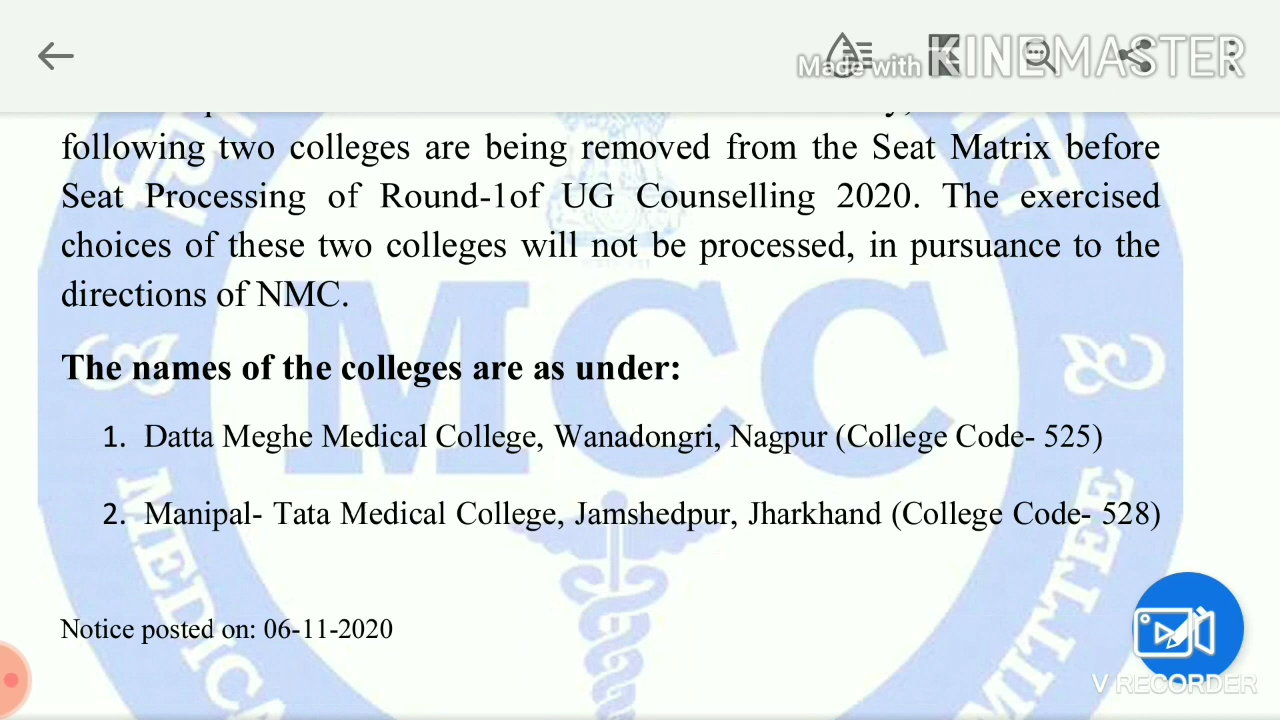 Made with KINEMASTER
following two colleges are being removed from the Seat Matrix before
Seat Processing of Round-1of UG Counselling 2020. The exercised
choices of these two colleges will not be processed, in pursuance to the
directions of NMC.
MCC
The names of the colleges are as under:
1. Datta Meghe Medical College, Wanadongri, Nagpur (College Code- 525)
2. Manipal- Tata Medical College, Jamshedpur, Jharkhand (College Code- 528)
Notice posted on: 06-11-2020
V RECORDER